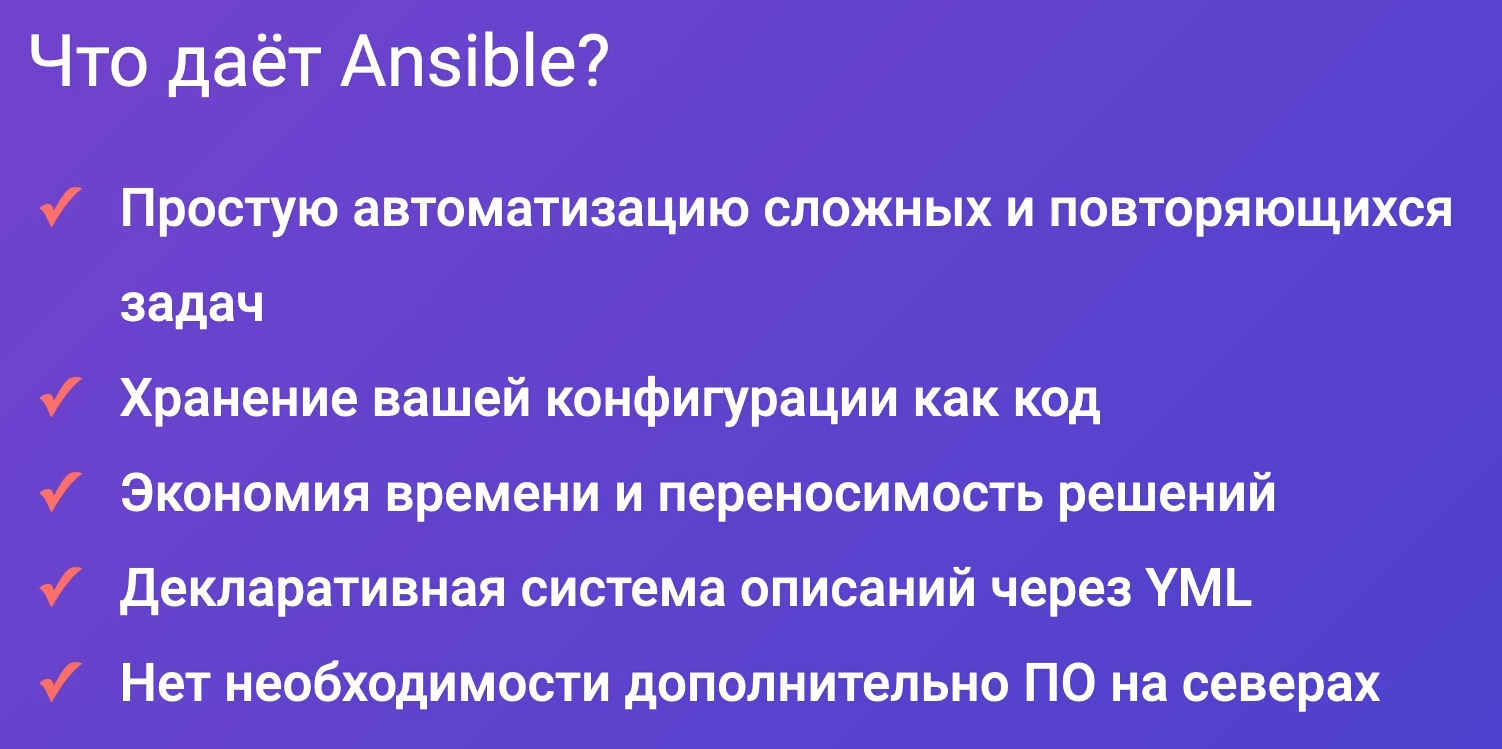 Что даёт Ansible?
✓ Простую автоматизацию сложных и повторяющихся
задач
✓ Хранение вашей конфигурации как код
✓ Экономия времени и переносимость решений
✓ Декларативная система описаний через YML
✓ Нет необходимости дополнительно ПО на северах